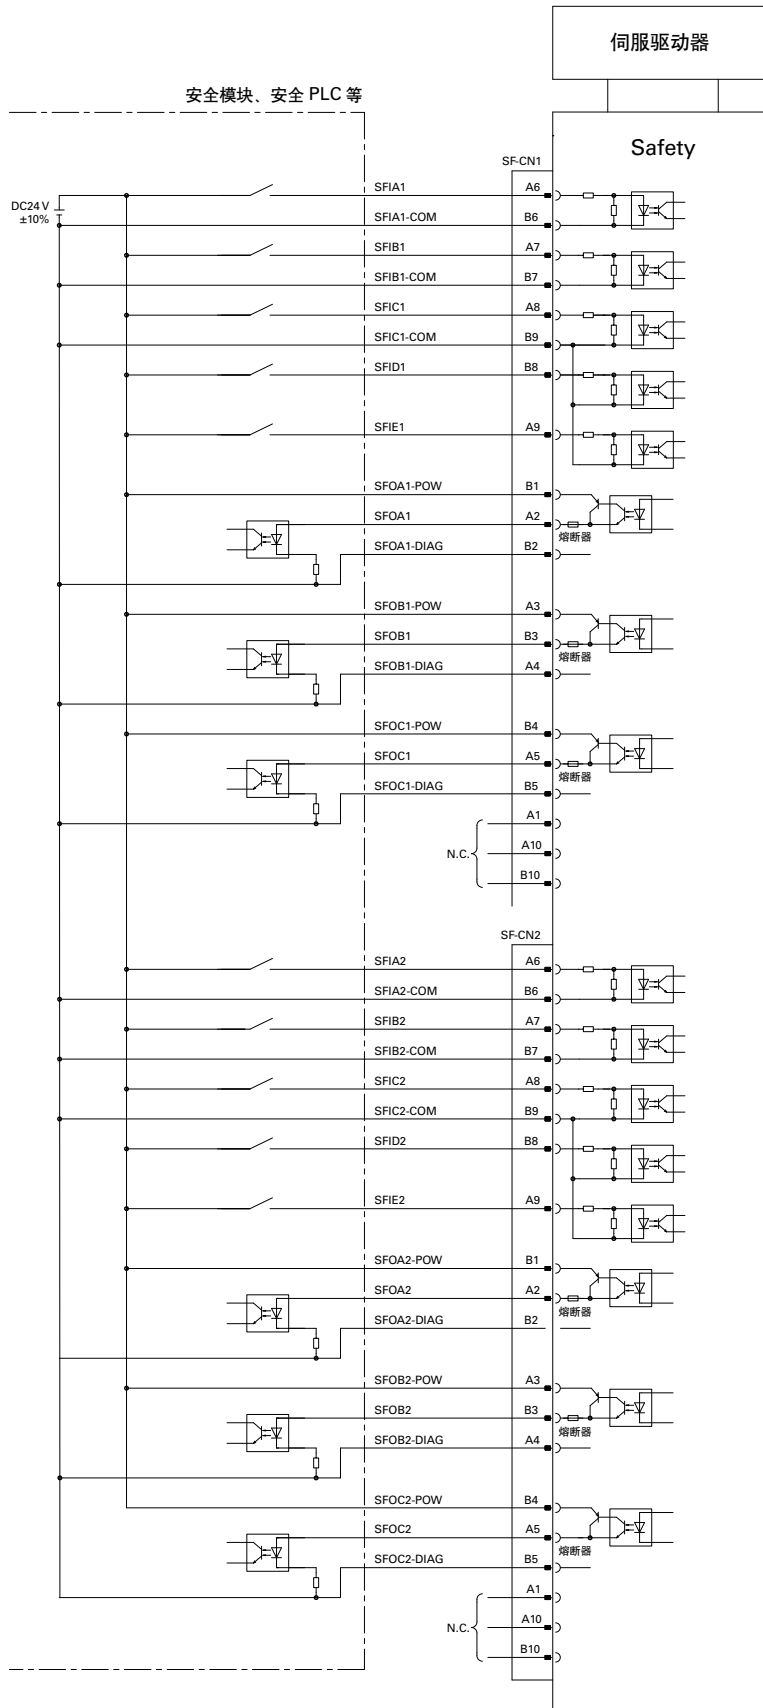 伺服驱动器
安全模块、安全 PLC 等
Safety
SF-CN1
DC24 V
±10%
SFIA1 A6
SFIA1-COM B6
SFIB1 A7
SFIB1-COM B7
SFIC1 A8
SFIC1-COM B9
SFID1 B8
SFIE1 A9
SFOA1-POW B1
SFOA1 A2
熔断器
SFOA1-DIAG B2
SFOB1-POW A3
SFOB1 B3
熔断器
SFOB1-DIAG A4
SFOC1-POW B4
SFOC1 A5
熔断器
SFOC1-DIAG B5
A1
N.C. A10
B10
SF-CN2
SFIA2 A6
SFIA2-COM B6
SFIB2 A7
SFIB2-COM B7
SFIC2 A8
SFIC2-COM B9
SFID2 B8
SFIE2 A9
SFOA2-POW B1
SFOA2 A2
熔断器
SFOA2-DIAG B2
SFOB2-POW A3
SFOB2 B3
熔断器
SFOB2-DIAG A4
SFOC2-POW B4
SFOC2 A5
熔断器
SFOC2-DIAG B5
A1
N.C. A10
B10